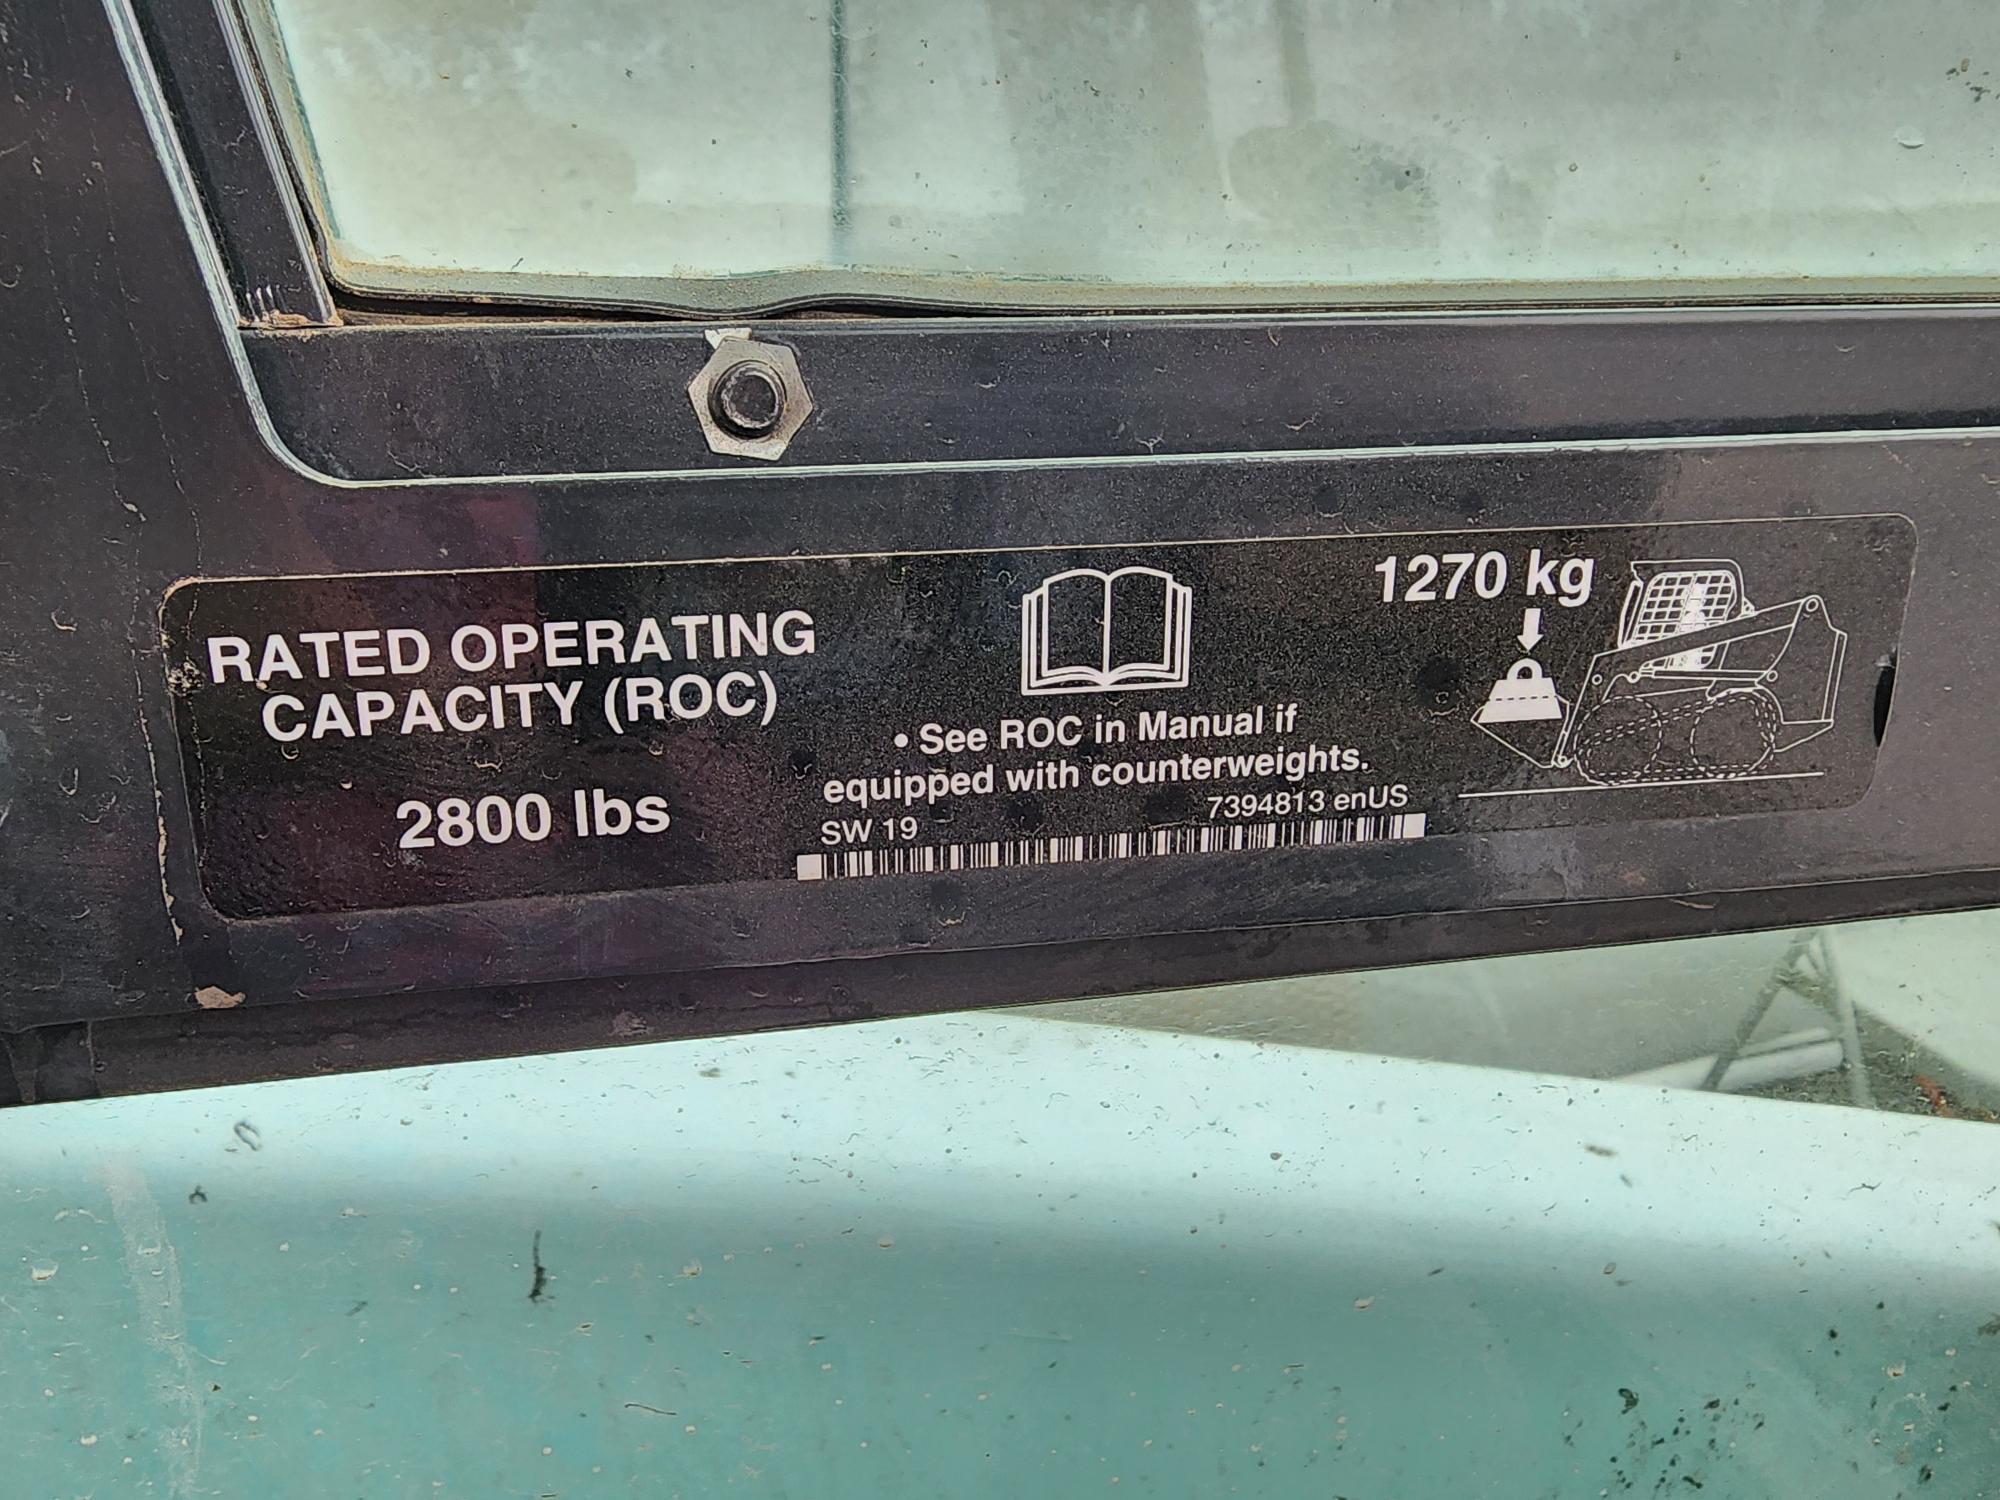 RATED OPERATING
CAPACITY (ROC)
2800 lbs
• See ROC in Manual if
equipped with counterweights.
SW 19
7394813 enUS
1270 kg